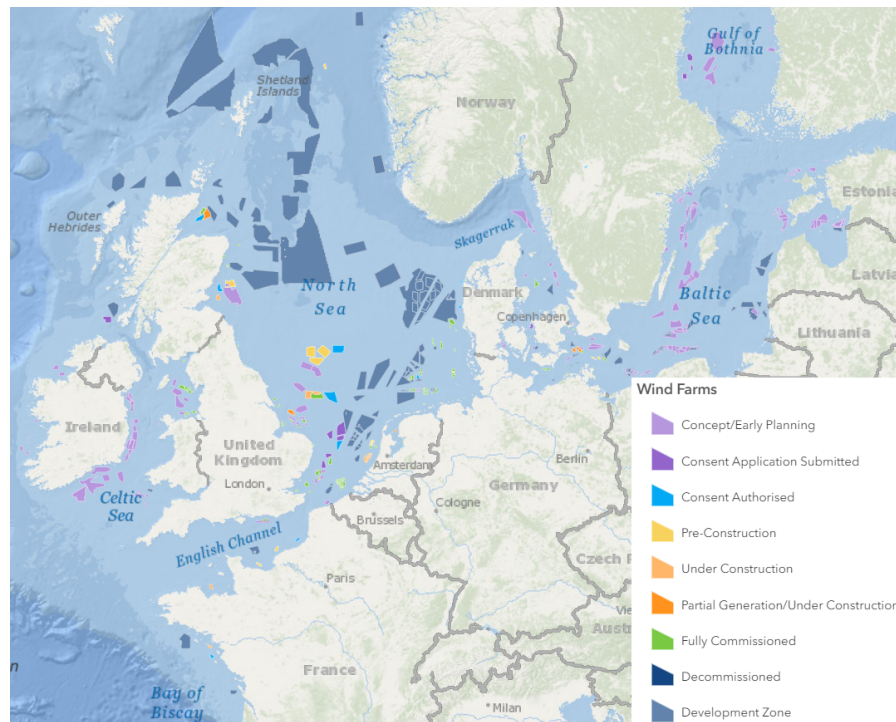 Gulf of
Bothnia
Shetland
Islands
Norway
Outer
Hebrides
Skagerrak
Estonia
North
Sea
Denmark
Copenhagen
Baltic
Sea
Latvia
Lithuania
Ireland
United
Kingdom
London
Amsterdam
Berlin
Germany
Celtic
Sea
Cologne
Brussels
English Channel
Czech
Paris
France
Bay of
Biscay
Milan
Wind Farms
Concept/Early Planning
Consent Application Submitted
Consent Authorised
Pre-Construction
Under Construction
Partial Generation/Under Construction
Fully Commissioned
Decommissioned
Development Zone